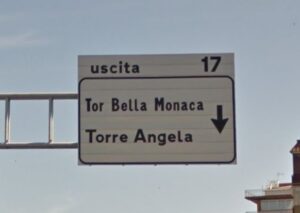 uscita 17
Tor Bella Monaca
Torre Angela